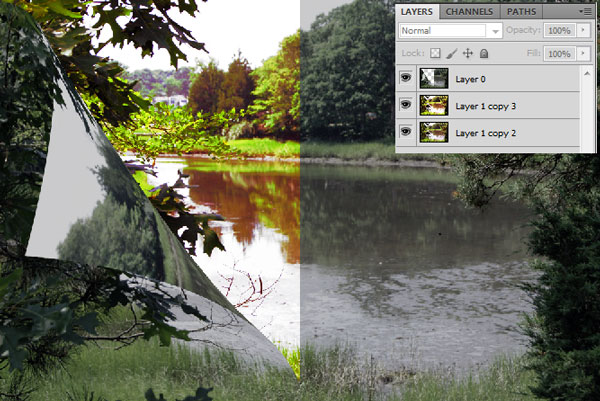 LAYERS CHANNELS PATHS
Normal Opacity: 100%
Lock: Fill: 100%
Layer 0
Layer 1 copy 3
Layer 1 copy 2